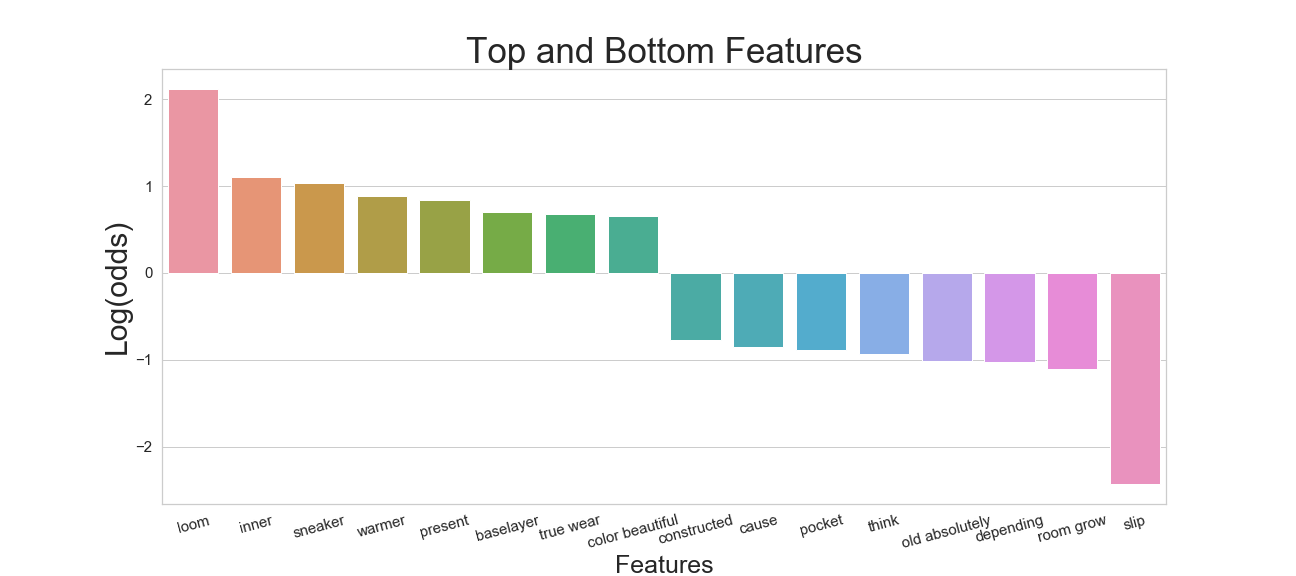 Top and Bottom Features
Log(odds)
2
1
0
−1
−2
loom inner sneaker warmer present baselayer true wear color beautiful constructed cause pocket think old absolutely depending room grow slip
Features